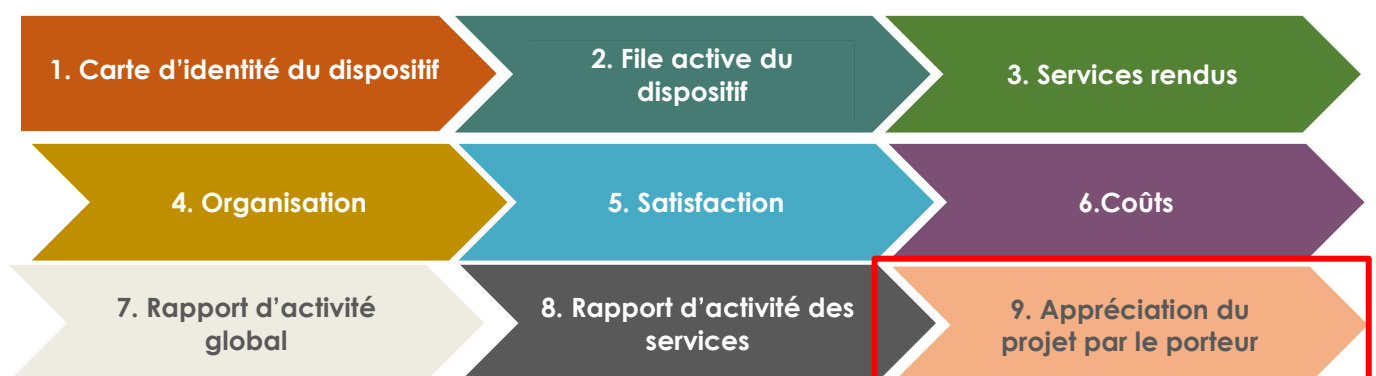 1. Carte d'identité du dispositif
2. File active du
dispositif
3. Services rendus
4. Organisation
5. Satisfaction
6.Coûts
7. Rapport d'activité
global
8. Rapport d'activité des
services
9. Appréciation du
projet par le porteur